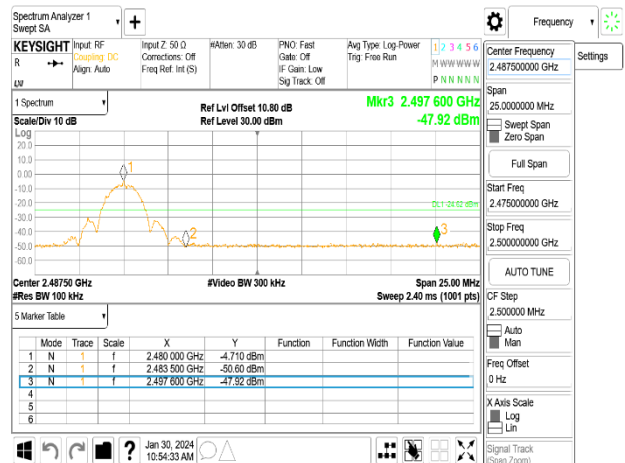 Spectrum Analyzer 1
Swept SA
Frequency
KEYSIGHT
R
Input: RF
Coupling: DC
Align: Auto
Input Z: 50 Ω
Corrections: Off
Freq Ref: Int (S)
#Atten: 30 dB
PNO: Fast
Gate: Off
IF Gain: Low
Sig Track: Off
Avg Type: Log-Power
Trig: Free Run
1 2 3 4 5 6
M W W W W W
P N N N N N
Center Frequency
2.487500000 GHz
Settings
Span
25.0000000 MHz
Swept Span
Zero Span
Full Span
Start Freq
2.475000000 GHz
Stop Freq
2.500000000 GHz
AUTO TUNE
CF Step
2.500000 MHz
Auto
Man
Freq Offset
0 Hz
X Axis Scale
Log
Lin
Signal Track
(Span Zoom)
1 Spectrum
Scale/Div 10 dB
Log
Ref Lvl Offset 10.80 dB
Ref Level 30.00 dBm
Mkr3 2.497 600 GHz
-47.92 dBm
20.0
10.0
0.00
-10.0
-20.0
-30.0
-40.0
-50.0
-60.0
1
2
3
DL1 -24.62 dBm
Center 2.48750 GHz
#Video BW 300 kHz
Span 25.00 MHz
#Res BW 100 kHz
Sweep 2.40 ms (1001 pts)
5 Marker Table
Mode Trace Scale X Y Function Function Width Function Value
1 N 1 f 2.480 000 GHz -4.710 dBm
2 N 1 f 2.483 500 GHz -50.60 dBm
3 N 1 f 2.497 600 GHz -47.92 dBm
4
5
6
?
Jan 30, 2024
10:54:33 AM